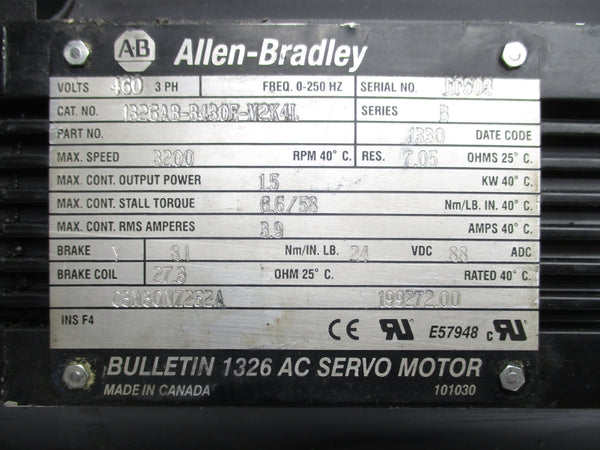 AB Allen-Bradley
VOLTS 460 3 PH FREQ. 0-250 HZ SERIAL NO.
CAT. NO. 1326AB-B430E-M2K4L SERIES B
PART NO. 1330 DATE CODE
MAX. SPEED 3200 RPM 40° C. RES. 7.05 OHMS 25° C.
MAX. CONT. OUTPUT POWER 1.5 KW 40° C.
MAX. CONT. STALL TORQUE 6.6/58 Nm/LB. IN. 40° C.
MAX. CONT. RMS AMPERES 3.9 AMPS 40° C.
BRAKE Y Nm/IN. LB. 24 VDC 88 ADC
BRAKE COIL 27.3 OHM 25° C. RATED 40° C.
199272.00
INS F4 CE RU E57948 c RU
BULLETIN 1326 AC SERVO MOTOR
MADE IN CANADA 101030